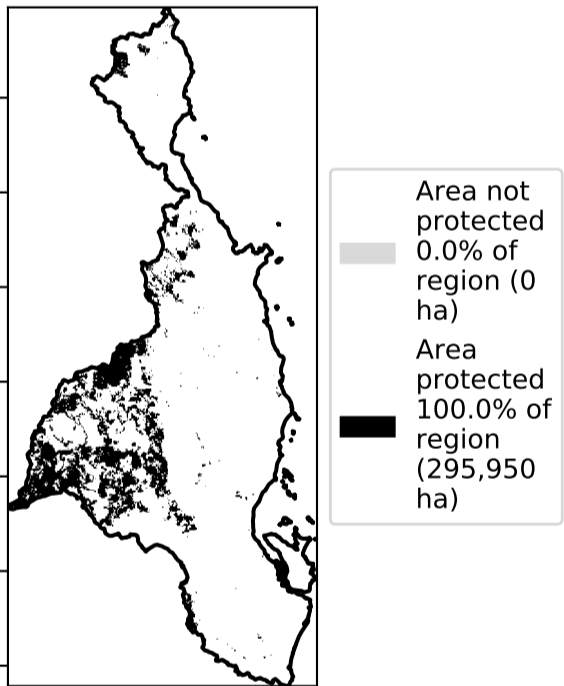 Area not
protected
0.0% of
region (0
ha)
Area
protected
100.0% of
region
(295,950
ha)